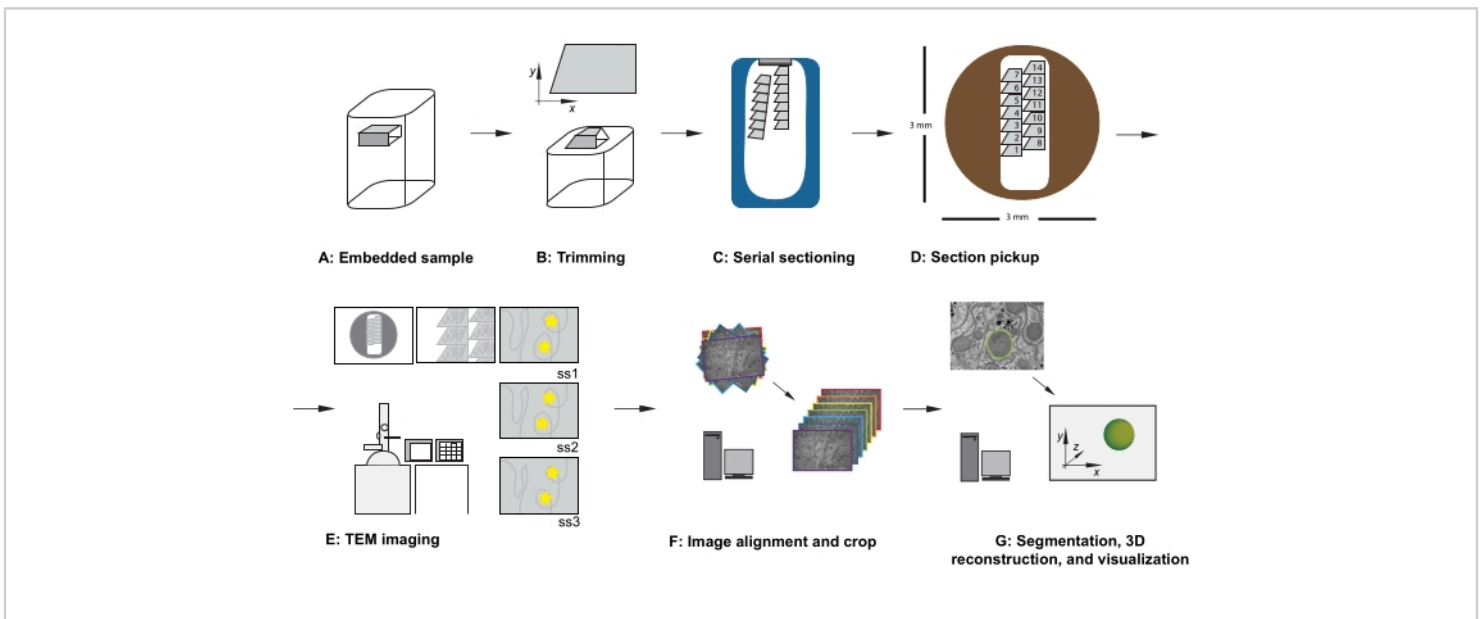 y
x
A: Embedded sample
B: Trimming
C: Serial sectioning
3 mm
7
6
5
4
3
2
1
14
13
12
11
10
9
8
3 mm
D: Section pickup
ss1
ss2
ss3
E: TEM imaging
F: Image alignment and crop
y
z
x
G: Segmentation, 3D
reconstruction, and visualization